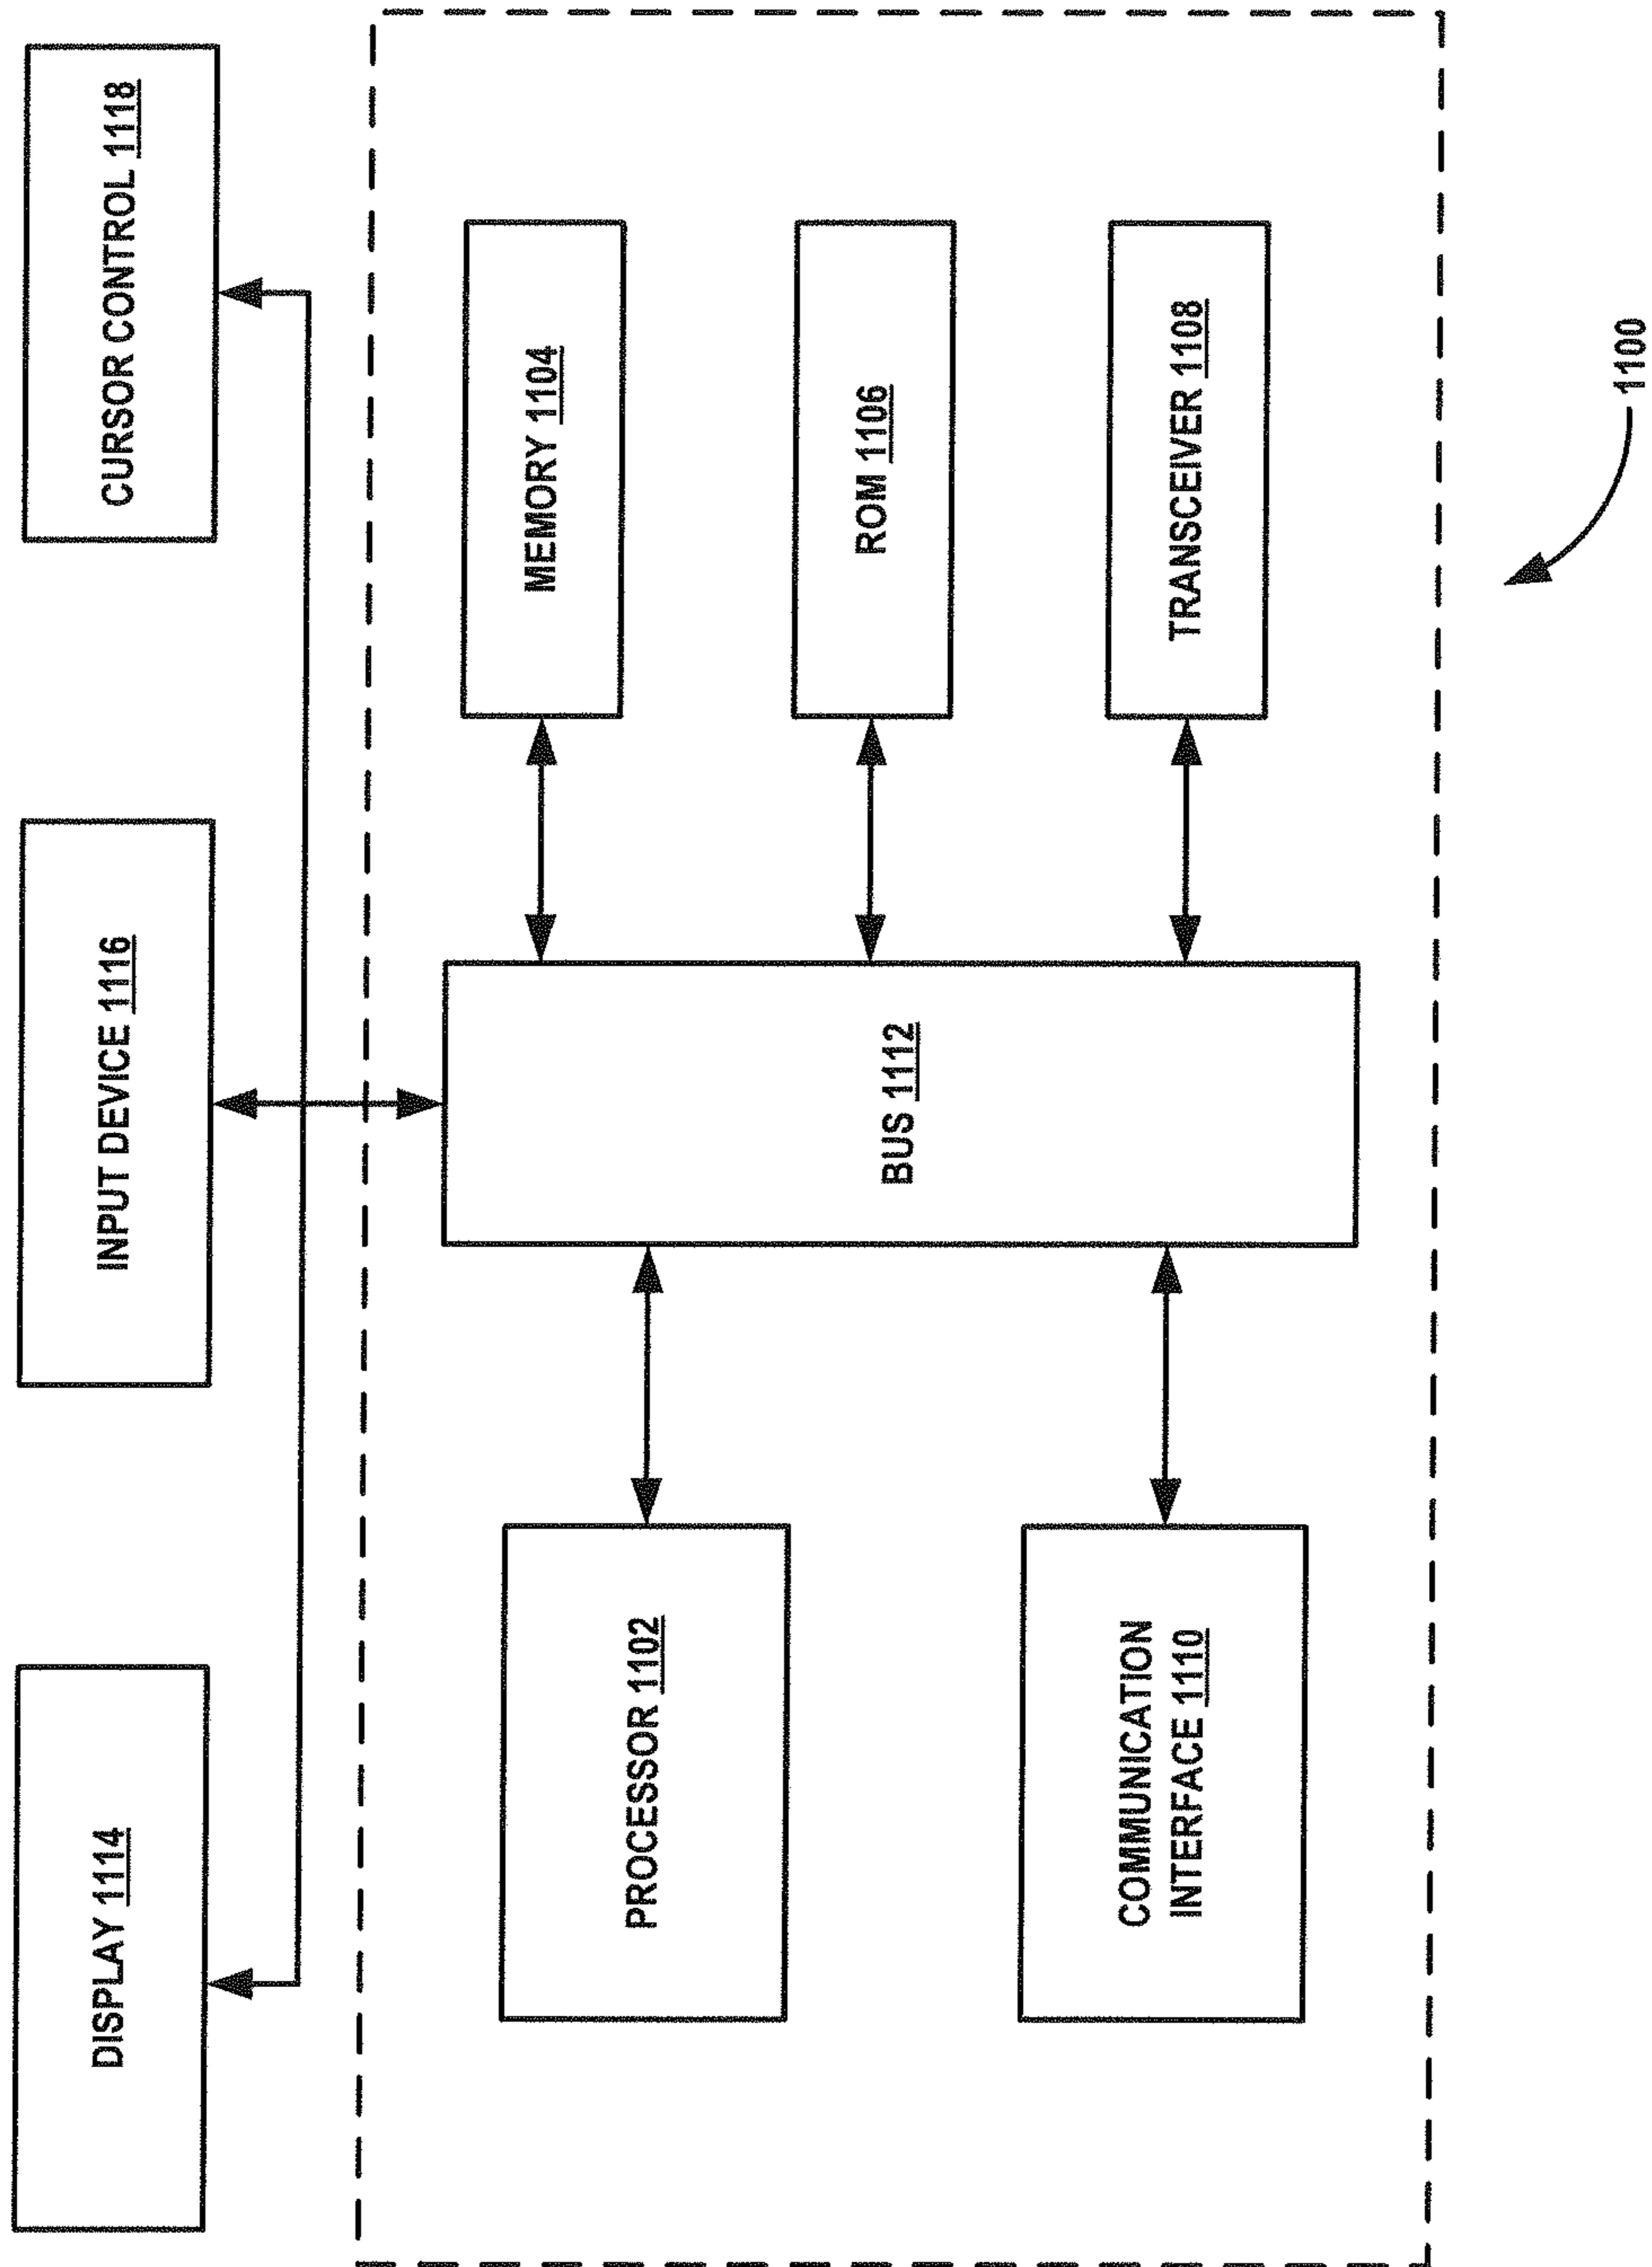 DISPLAY 1114
INPUT DEVICE 1116
CURSOR CONTROL 1118
PROCESSOR 1102
COMMUNICATION
INTERFACE 1110
BUS 1112
MEMORY 1104
ROM 1106
TRANSCEIVER 1108
1100